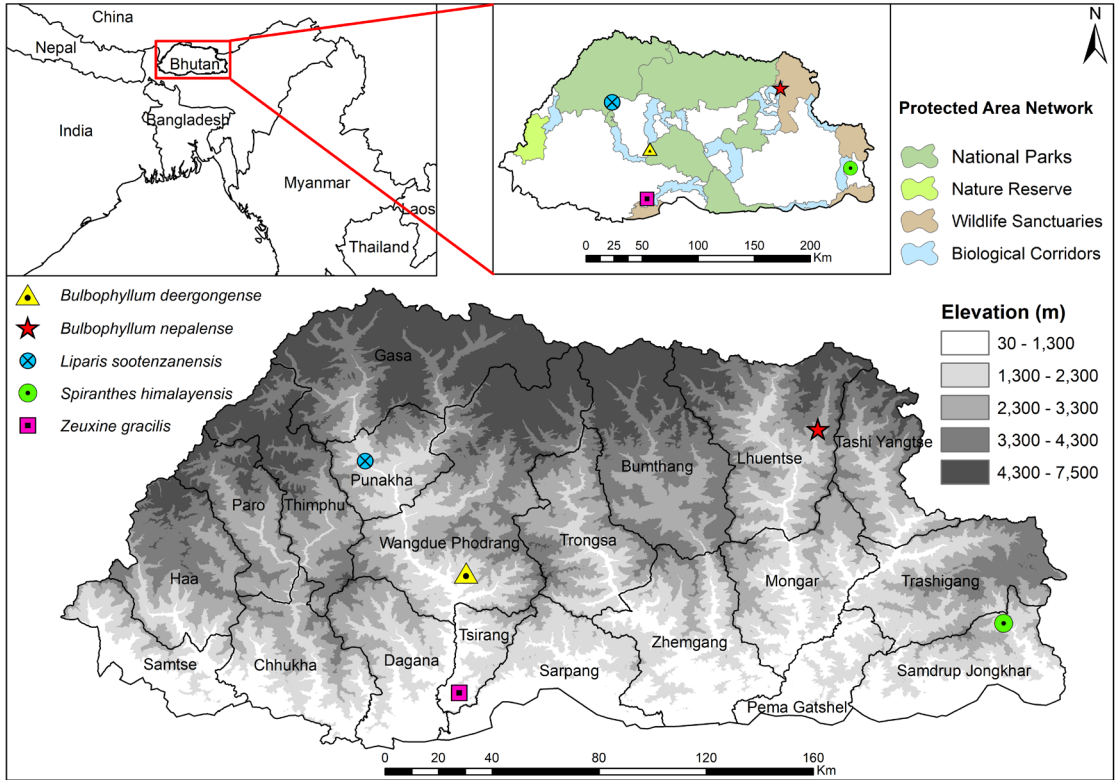 China
Nepal
Bhutan
Bangladesh
India
Myanmar
Laos
Thailand
0 25 50 100 150 200
Km
N
Protected Area Network
National Parks
Nature Reserve
Wildlife Sanctuaries
Biological Corridors
Bulbophyllum deergongense
Bulbophyllum nepalense
Liparis sootenzanensis
Spiranthes himalayensis
Zeuxine gracilis
Elevation (m)
30 - 1,300
1,300 - 2,300
2,300 - 3,300
3,300 - 4,300
4,300 - 7,500
Gasa
Punakha
Paro
Thimphu
Bumthang
Lhuentse
Tashi Yangtse
Wangdue Phodrang
Trongsa
Haa
Mongar
Trashigang
Tsirang
Zhemgang
Samtse
Chhukha
Dagana
Sarpang
Samdrup Jongkhar
Pema Gatshel
0 20 40 80 120 160
Km